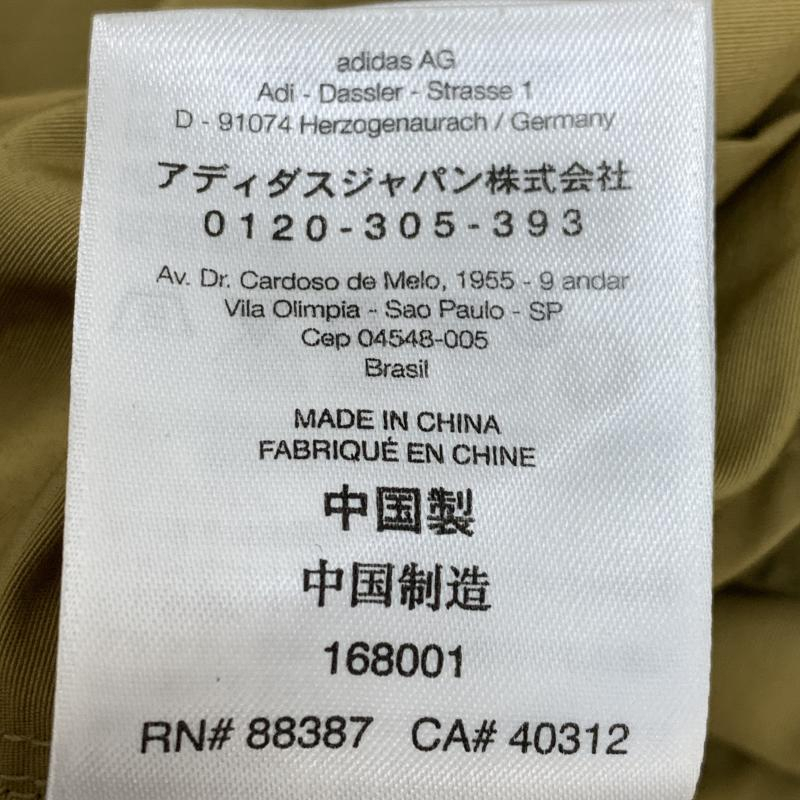 adidas AG
Adi - Dassler - Strasse 1
D - 91074 Herzogenaurach / Germany
アディダスジャパン株式会社
0120-305-393
Av. Dr. Cardoso de Melo, 1955 - 9 andar
Vila Olimpia - Sao Paulo - SP
Cep 04548-005
Brasil
MADE IN CHINA
FABRIQUÉ EN CHINE
中国製
中国制造
168001
RN# 88387 CA# 40312